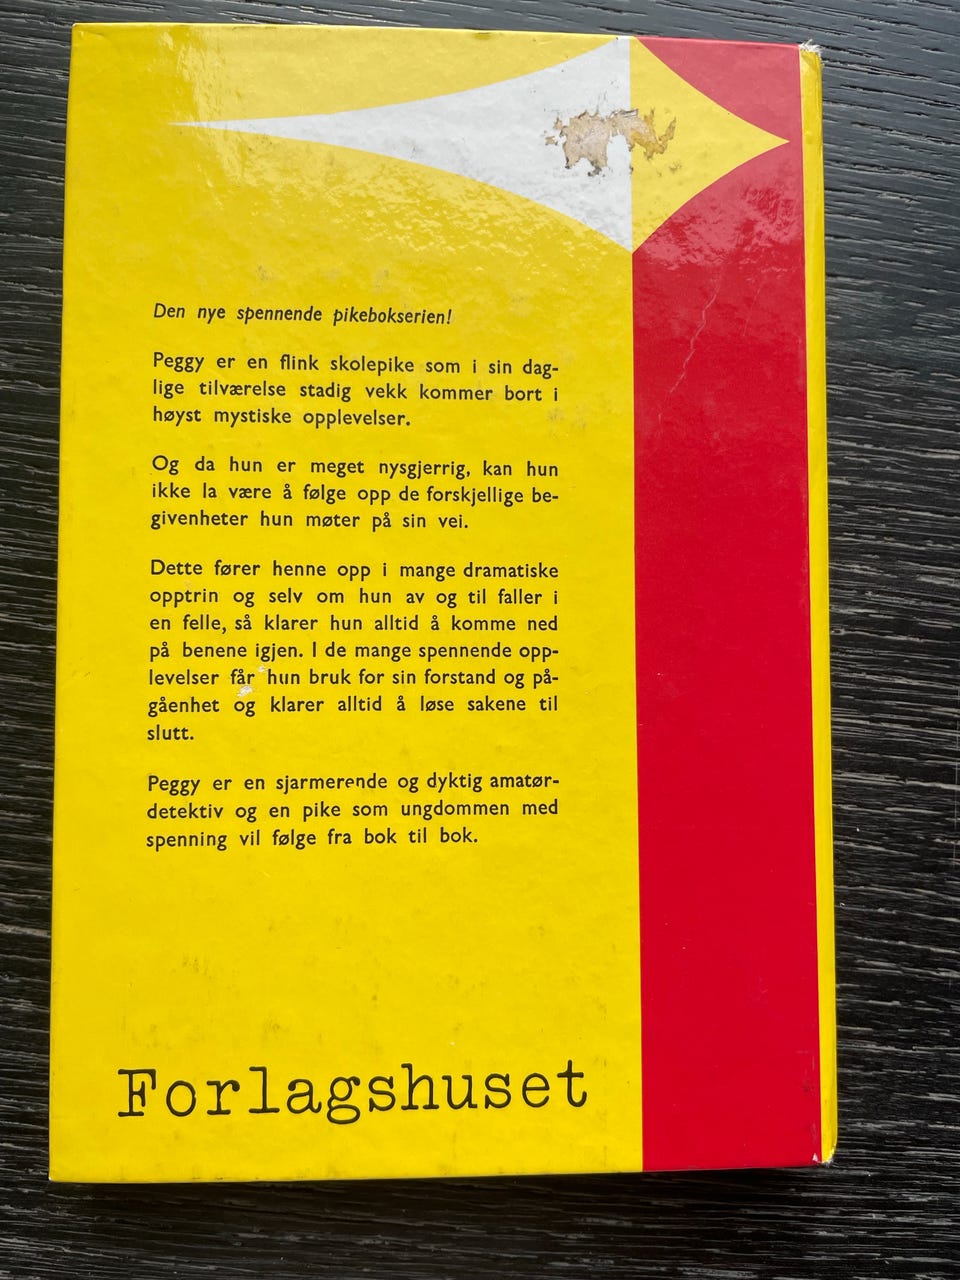 Den nye spennende pikebokserien!
Peggy er en flink skolepike som i sin dag-
lige tilværelse stadig vekk kommer bort i
høyst mystiske opplevelser.
Og da hun er meget nysgjerrig, kan hun
ikke la være å følge opp de forskjellige be-
givenheter hun møter på sin vei.
Dette fører henne opp i mange dramatiske
opptrin og selv om hun av og til faller i
en felle, så klarer hun alltid å komme ned
på benene igjen. I de mange spennende opp-
levelser får hun bruk for sin forstand og på-
gåenhet og klarer alltid å løse sakene til
slutt.
Peggy er en sjarmerende og dyktig amatør-
detektiv og en pike som ungdommen med
spenning vil følge fra bok til bok.
Forlagshuset